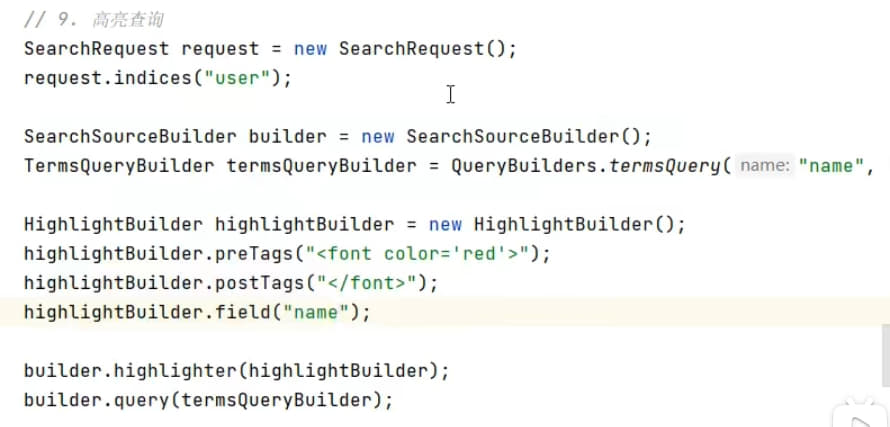 // 9. 高亮查询
SearchRequest request = new SearchRequest();
request.indices("user");
SearchSourceBuilder builder = new SearchSourceBuilder();
TermsQueryBuilder termsQueryBuilder = QueryBuilders.termsQuery( name: "name",
HighlightBuilder highlightBuilder = new HighlightBuilder();
highlightBuilder.preTags("<font color='red'>");
highlightBuilder.postTags("</font>");
highlightBuilder.field("name");
builder.highlighter(highlightBuilder);
builder.query(termsQueryBuilder);